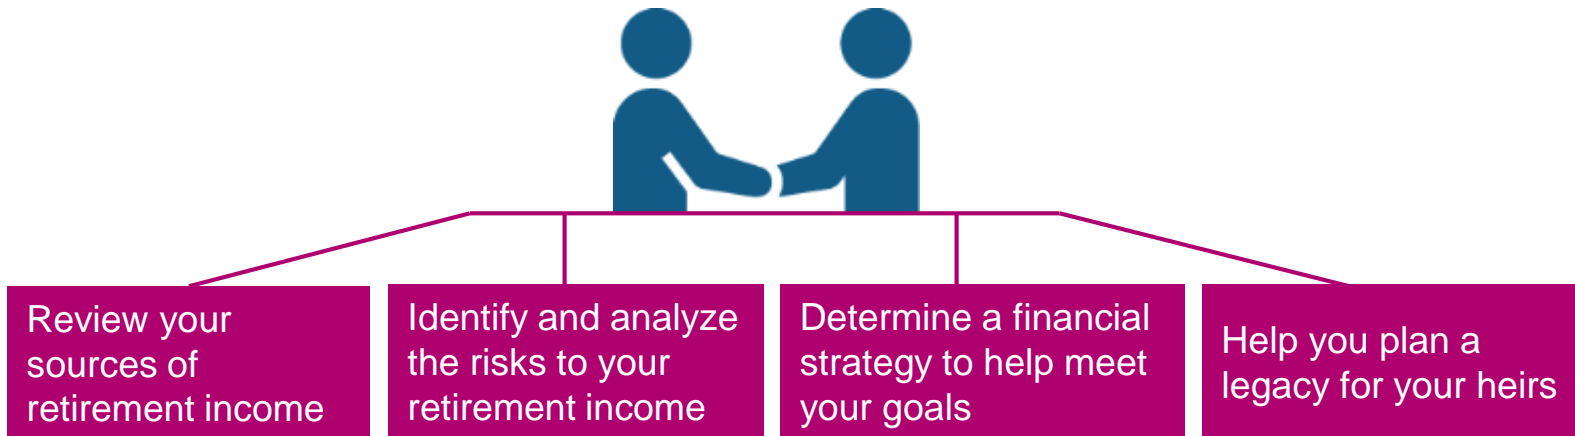 Review your
sources of
retirement income
Identify and analyze
the risks to your
retirement income
Determine a financial
strategy to help meet
your goals
Help you plan a
legacy for your heirs